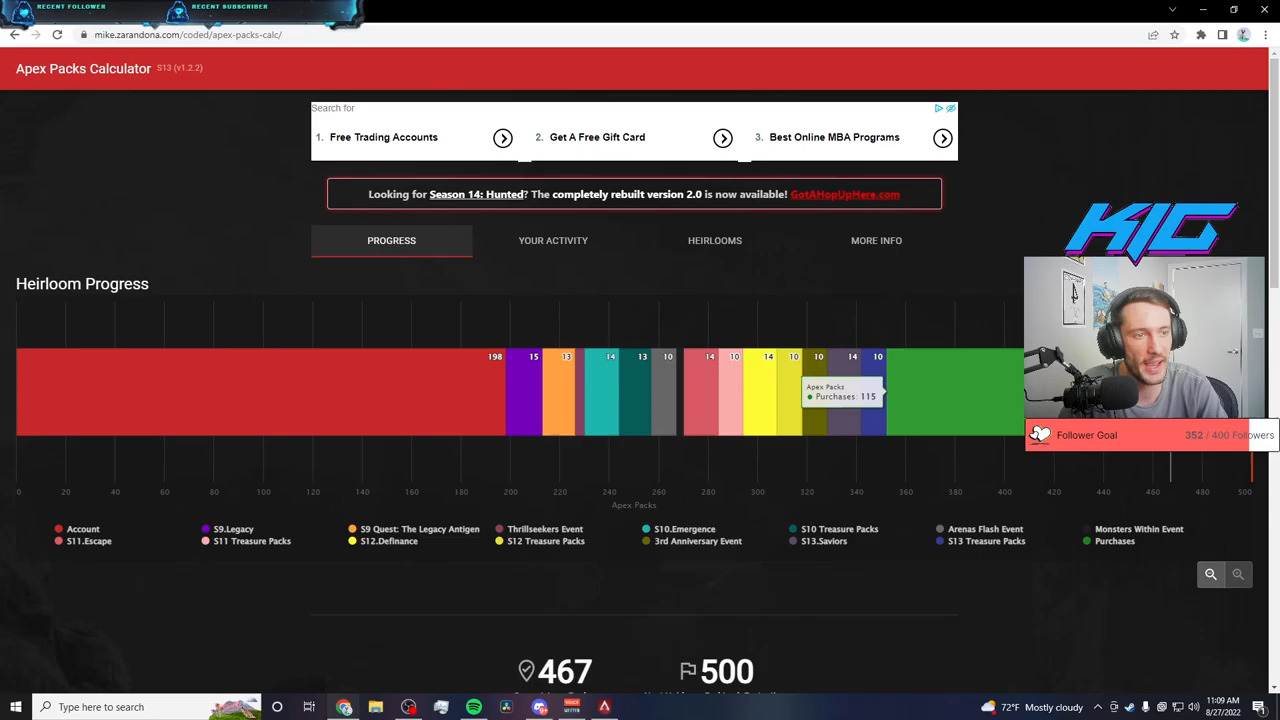 RECENT FOLLOWER
RECENT SUBSCRIBER
mike.zarandona.com/coded/apex-packs-calc/
Apex Packs Calculator S13 (v1.2.2)
Search for
1. Free Trading Accounts
2. Get A Free Gift Card
3. Best Online MBA Programs
Looking for Season 14: Hunted? The completely rebuilt version 2.0 is now available! GotAHopUpHere.com
PROGRESS
YOUR ACTIVITY
HEIRLOOMS
MORE INFO
KIG
Heirloom Progress
198 15 13 14 13 10 14 10 14 10 10 14 10
Apex Packs
Purchases: 115
Follower Goal 352 / 400 Followers
0 20 40 60 80 100 120 140 160 180 200 220 240 260 280 300 320 340 360 380 400 420 440 460 480 500
Apex Packs
Account S9.Legacy S9 Quest: The Legacy Antigen Thrillseekers Event S10.Emergence S10 Treasure Packs Arenas Flash Event Monsters Within Event
S11.Escape S11 Treasure Packs S12.Definance S12 Treasure Packs 3rd Anniversary Event S13.Saviors S13 Treasure Packs Purchases
467 500
Type here to search
72°F Mostly cloudy
11:09 AM
8/27/2022